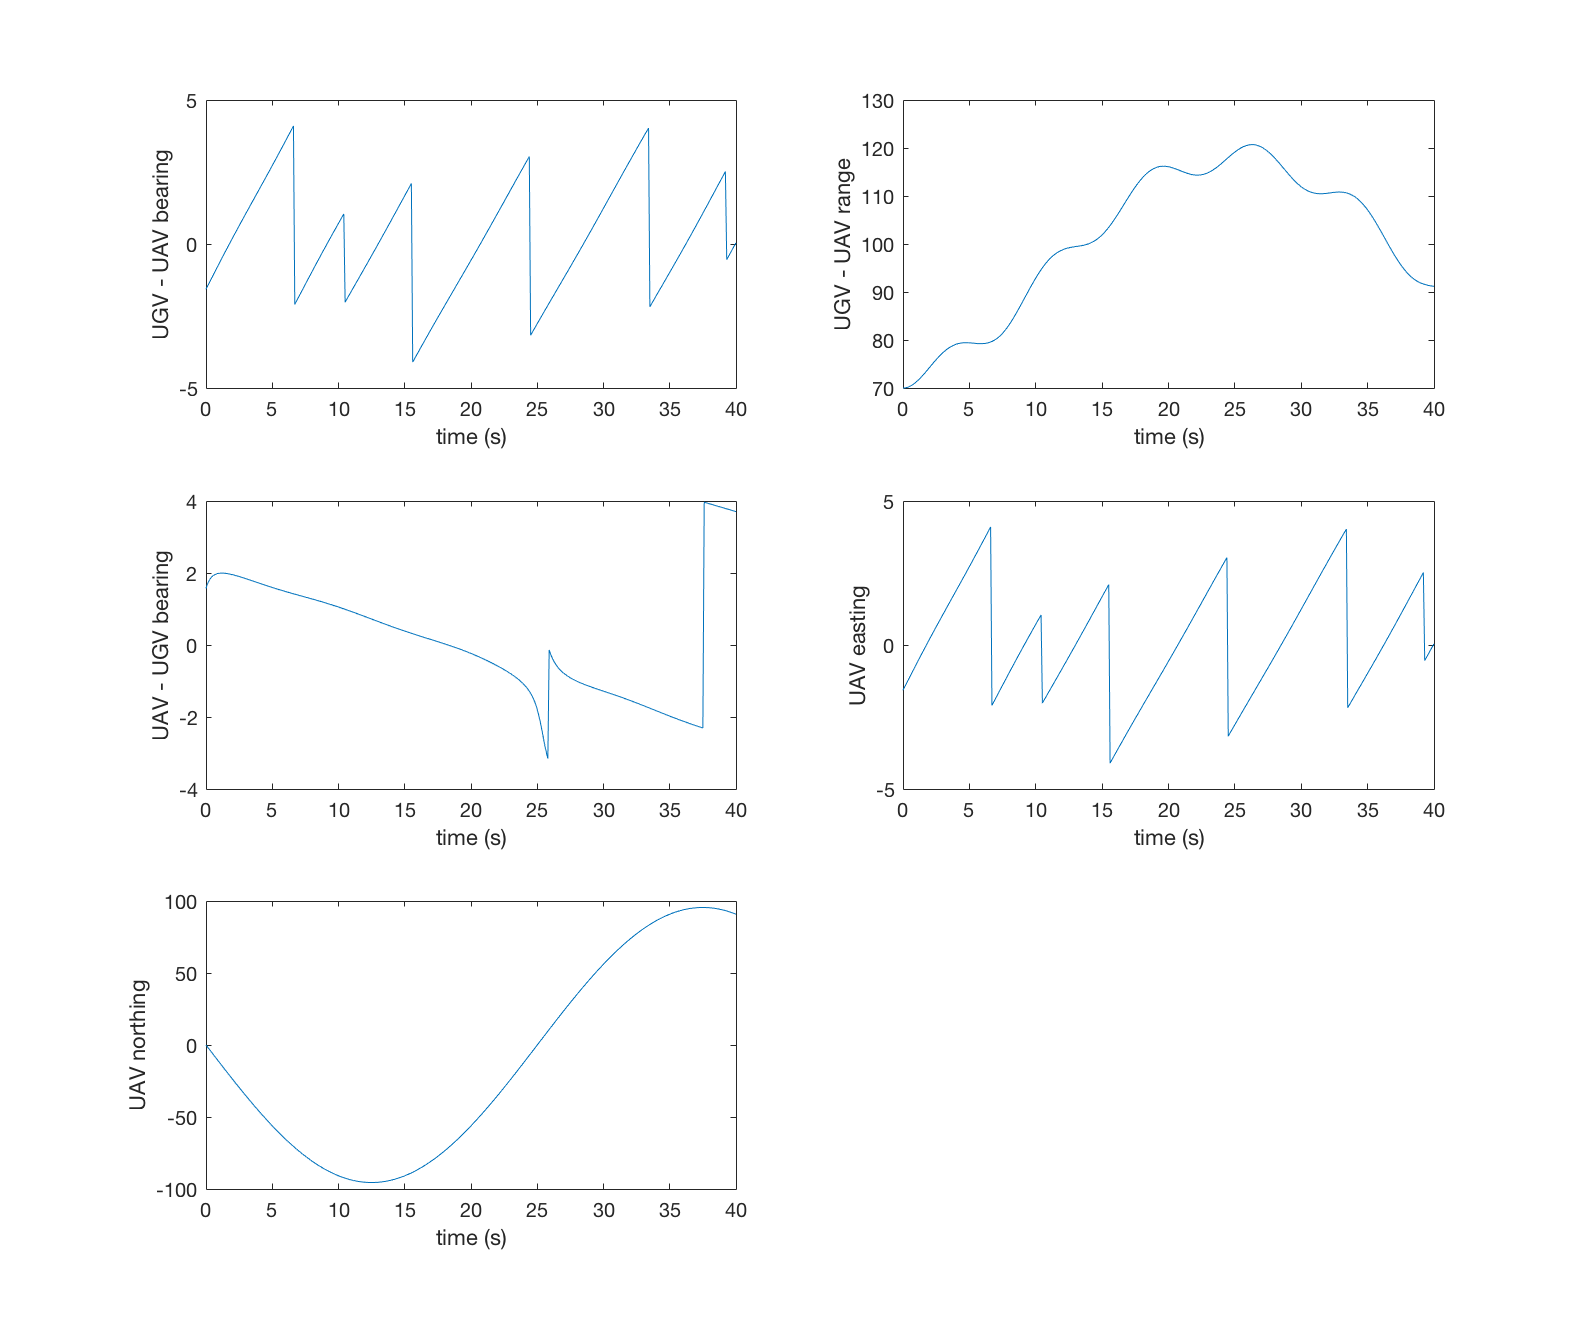 5
0
-5
0 5 10 15 20 25 30 35 40
time (s)
UGV - UAV bearing
130
120
110
100
90
80
70
0 5 10 15 20 25 30 35 40
time (s)
UGV - UAV range
4
2
0
-2
-4
0 5 10 15 20 25 30 35 40
time (s)
UAV - UGV bearing
5
0
-5
0 5 10 15 20 25 30 35 40
time (s)
UAV easting
100
50
0
-50
-100
0 5 10 15 20 25 30 35 40
time (s)
UAV northing